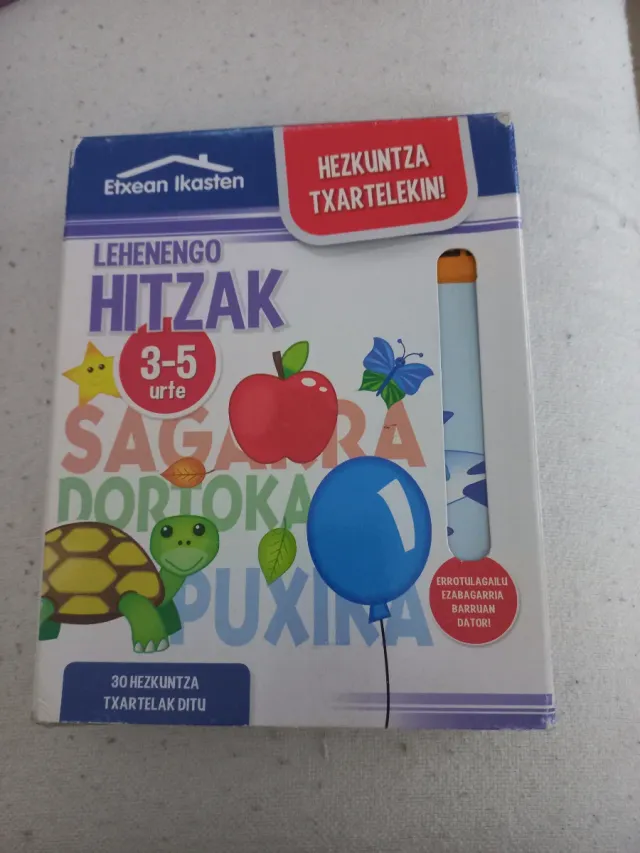 Etxean Ikasten
HEZKUNTZA
TXARTELEKIN!
LEHENENGO
HITZAK
3-5
urte
SAGARRA
DORTOKA
PUXIKA
ERROTULAGAILU
EZABAGARRIA
BARRUAN
DATOR!
30 HEZKUNTZA
TXARTELAK DITU